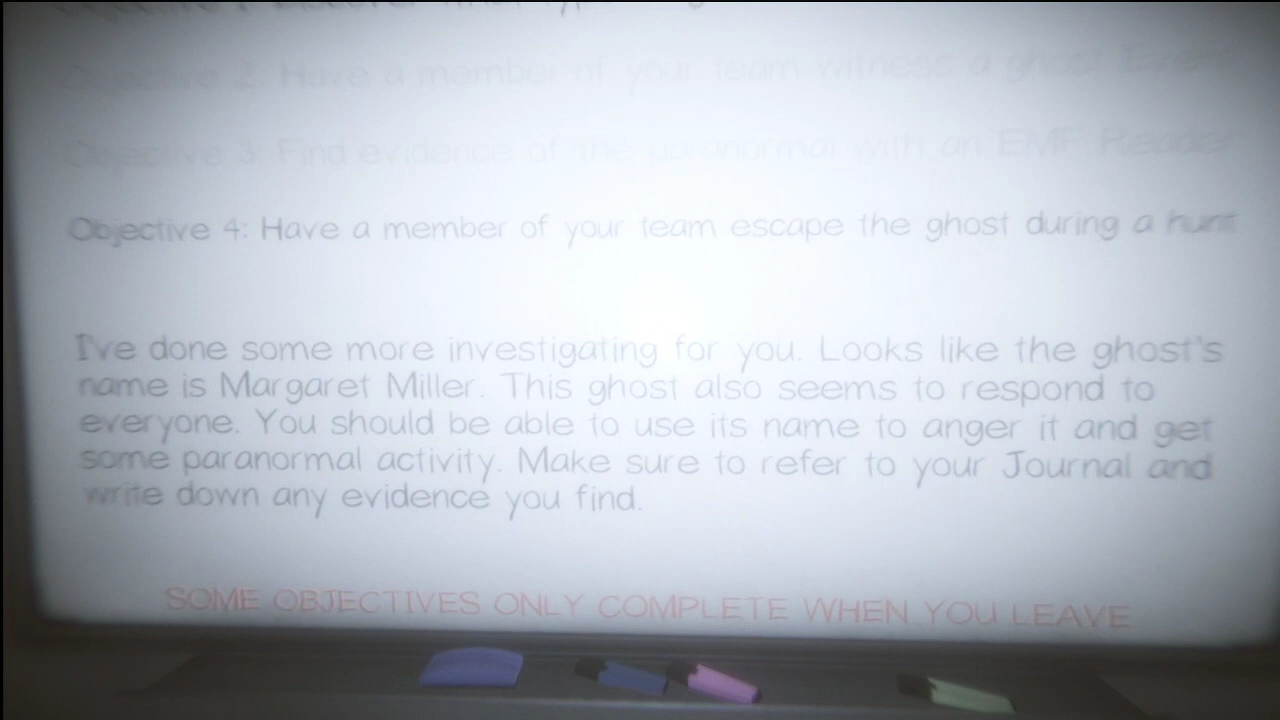 Objective 2: Have a member of your team witness a ghost Event
Objective 3: Find evidence of the paranormal with an EMF Reader
Objective 4: Have a member of your team escape the ghost during a hunt
I've done some more investigating for you. Looks like the ghost's
name is Margaret Miller. This ghost also seems to respond to
everyone. You should be able to use its name to anger it and get
some paranormal activity. Make sure to refer to your Journal and
write down any evidence you find.
SOME OBJECTIVES ONLY COMPLETE WHEN YOU LEAVE